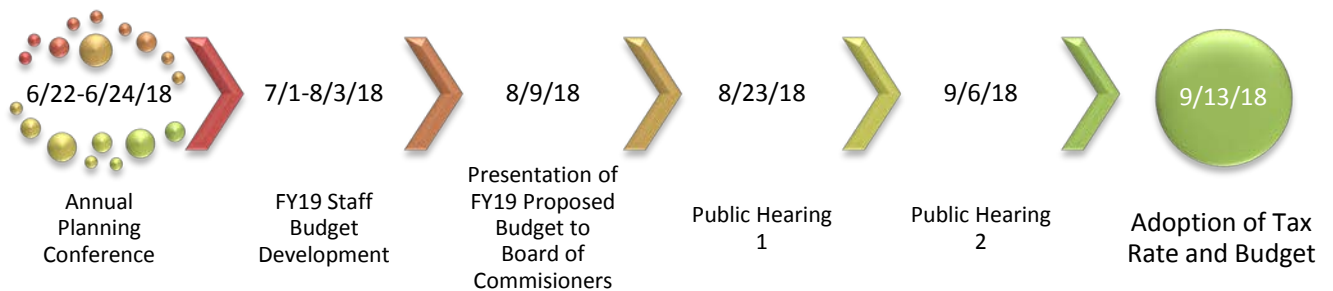 6/22-6/24/18
Annual
Planning
Conference
7/1-8/3/18
FY19 Staff
Budget
Development
8/9/18
Presentation of
FY19 Proposed
Budget to
Board of
Commisioners
8/23/18
Public Hearing
1
9/6/18
Public Hearing
2
9/13/18
Adoption of Tax
Rate and Budget